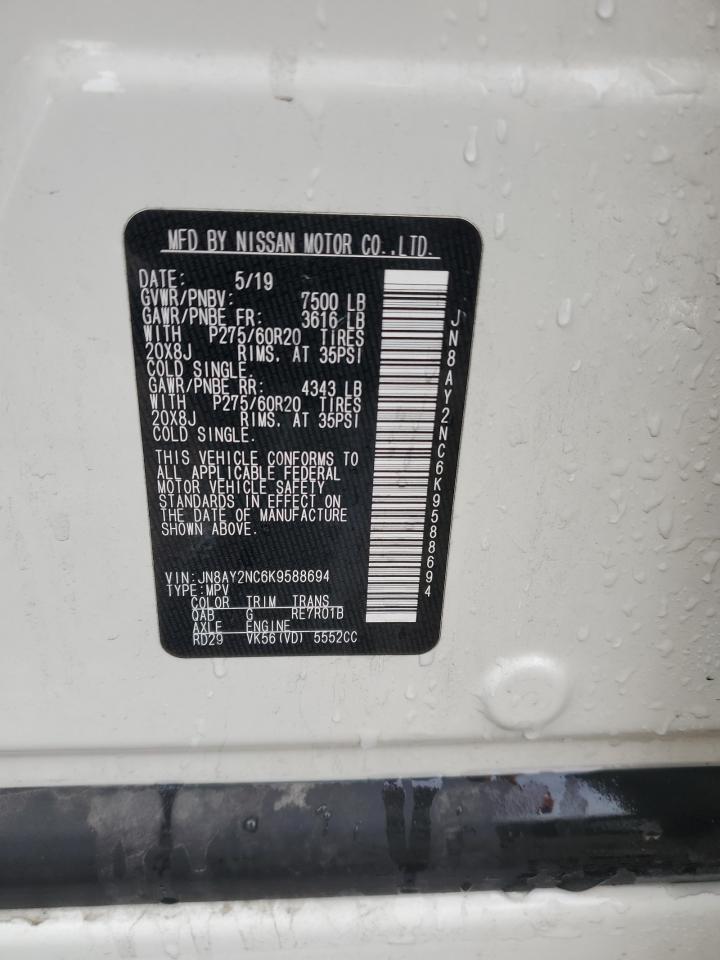 MFD BY NISSAN MOTOR CO.,LTD.
DATE: 5/19
GVWR/PNBV: 7500 LB
GAWR/PNBE FR: 3616 LB
WITH P275/60R20 TIRES
20X8J RIMS. AT 35PSI
COLD SINGLE.
GAWR/PNBE RR: 4343 LB
WITH P275/60R20 TIRES
20X8J RIMS. AT 35PSI
COLD SINGLE.
THIS VEHICLE CONFORMS TO
ALL APPLICABLE FEDERAL
MOTOR VEHICLE SAFETY
STANDARDS IN EFFECT ON
THE DATE OF MANUFACTURE
SHOWN ABOVE.
VIN:JN8AY2NC6K9588694
TYPE:MPV
COLOR TRIM TRANS
QAB G RE7R01B
AXLE ENGINE
RD29 VK56(VD) 5552CC
JN8AY2NC6K9588694